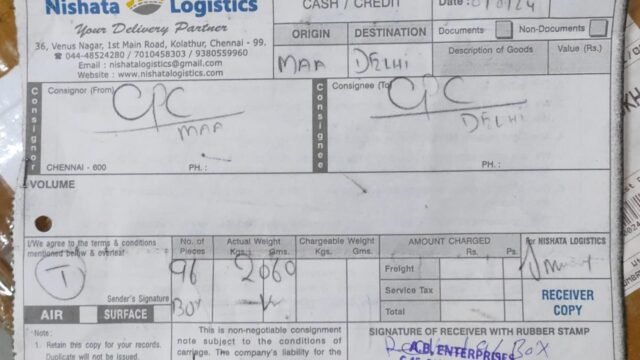 Nishata Logistics
Your Delivery Partner
36, Venus Nagar, 1st Main Road, Kolathur, Chennai - 99.
044-48524280 / 7010458303 / 9380559960
Email : nishatalogistics@gmail.com
Website : www.nishatalogistics.com
CASH / CREDIT
Date :
ORIGIN DESTINATION
MAA DELHI
Documents Non-Documents
Description of Goods Value (Rs.)
Consignor
Consignor (From)
CPC
MAA
CHENNAI - 600 PH. :
Consignee
Consignee (To)
CPC
DELHI
PH. :
VOLUME
I/We agree to the terms & conditions
mentioned below & overleaf
T
Sender's Signature
AIR SURFACE
No. of Pieces
96
BOX
Actual Weight
Kgs. Gms.
2060
Chargeable Weight
Kgs. Gms.
AMOUNT CHARGED
Rs. Ps.
Freight
Service Tax
Total
For NISHATA LOGISTICS
RECEIVER
COPY
Note :
1. Retain this copy for your records.
Duplicate will not be issued.
This is non-negotiable consignment
note subject to the conditions of
carriage. The company's liability for the
SIGNATURE OF RECEIVER WITH RUBBER STAMP
BOX
A.B. ENTERPRISES